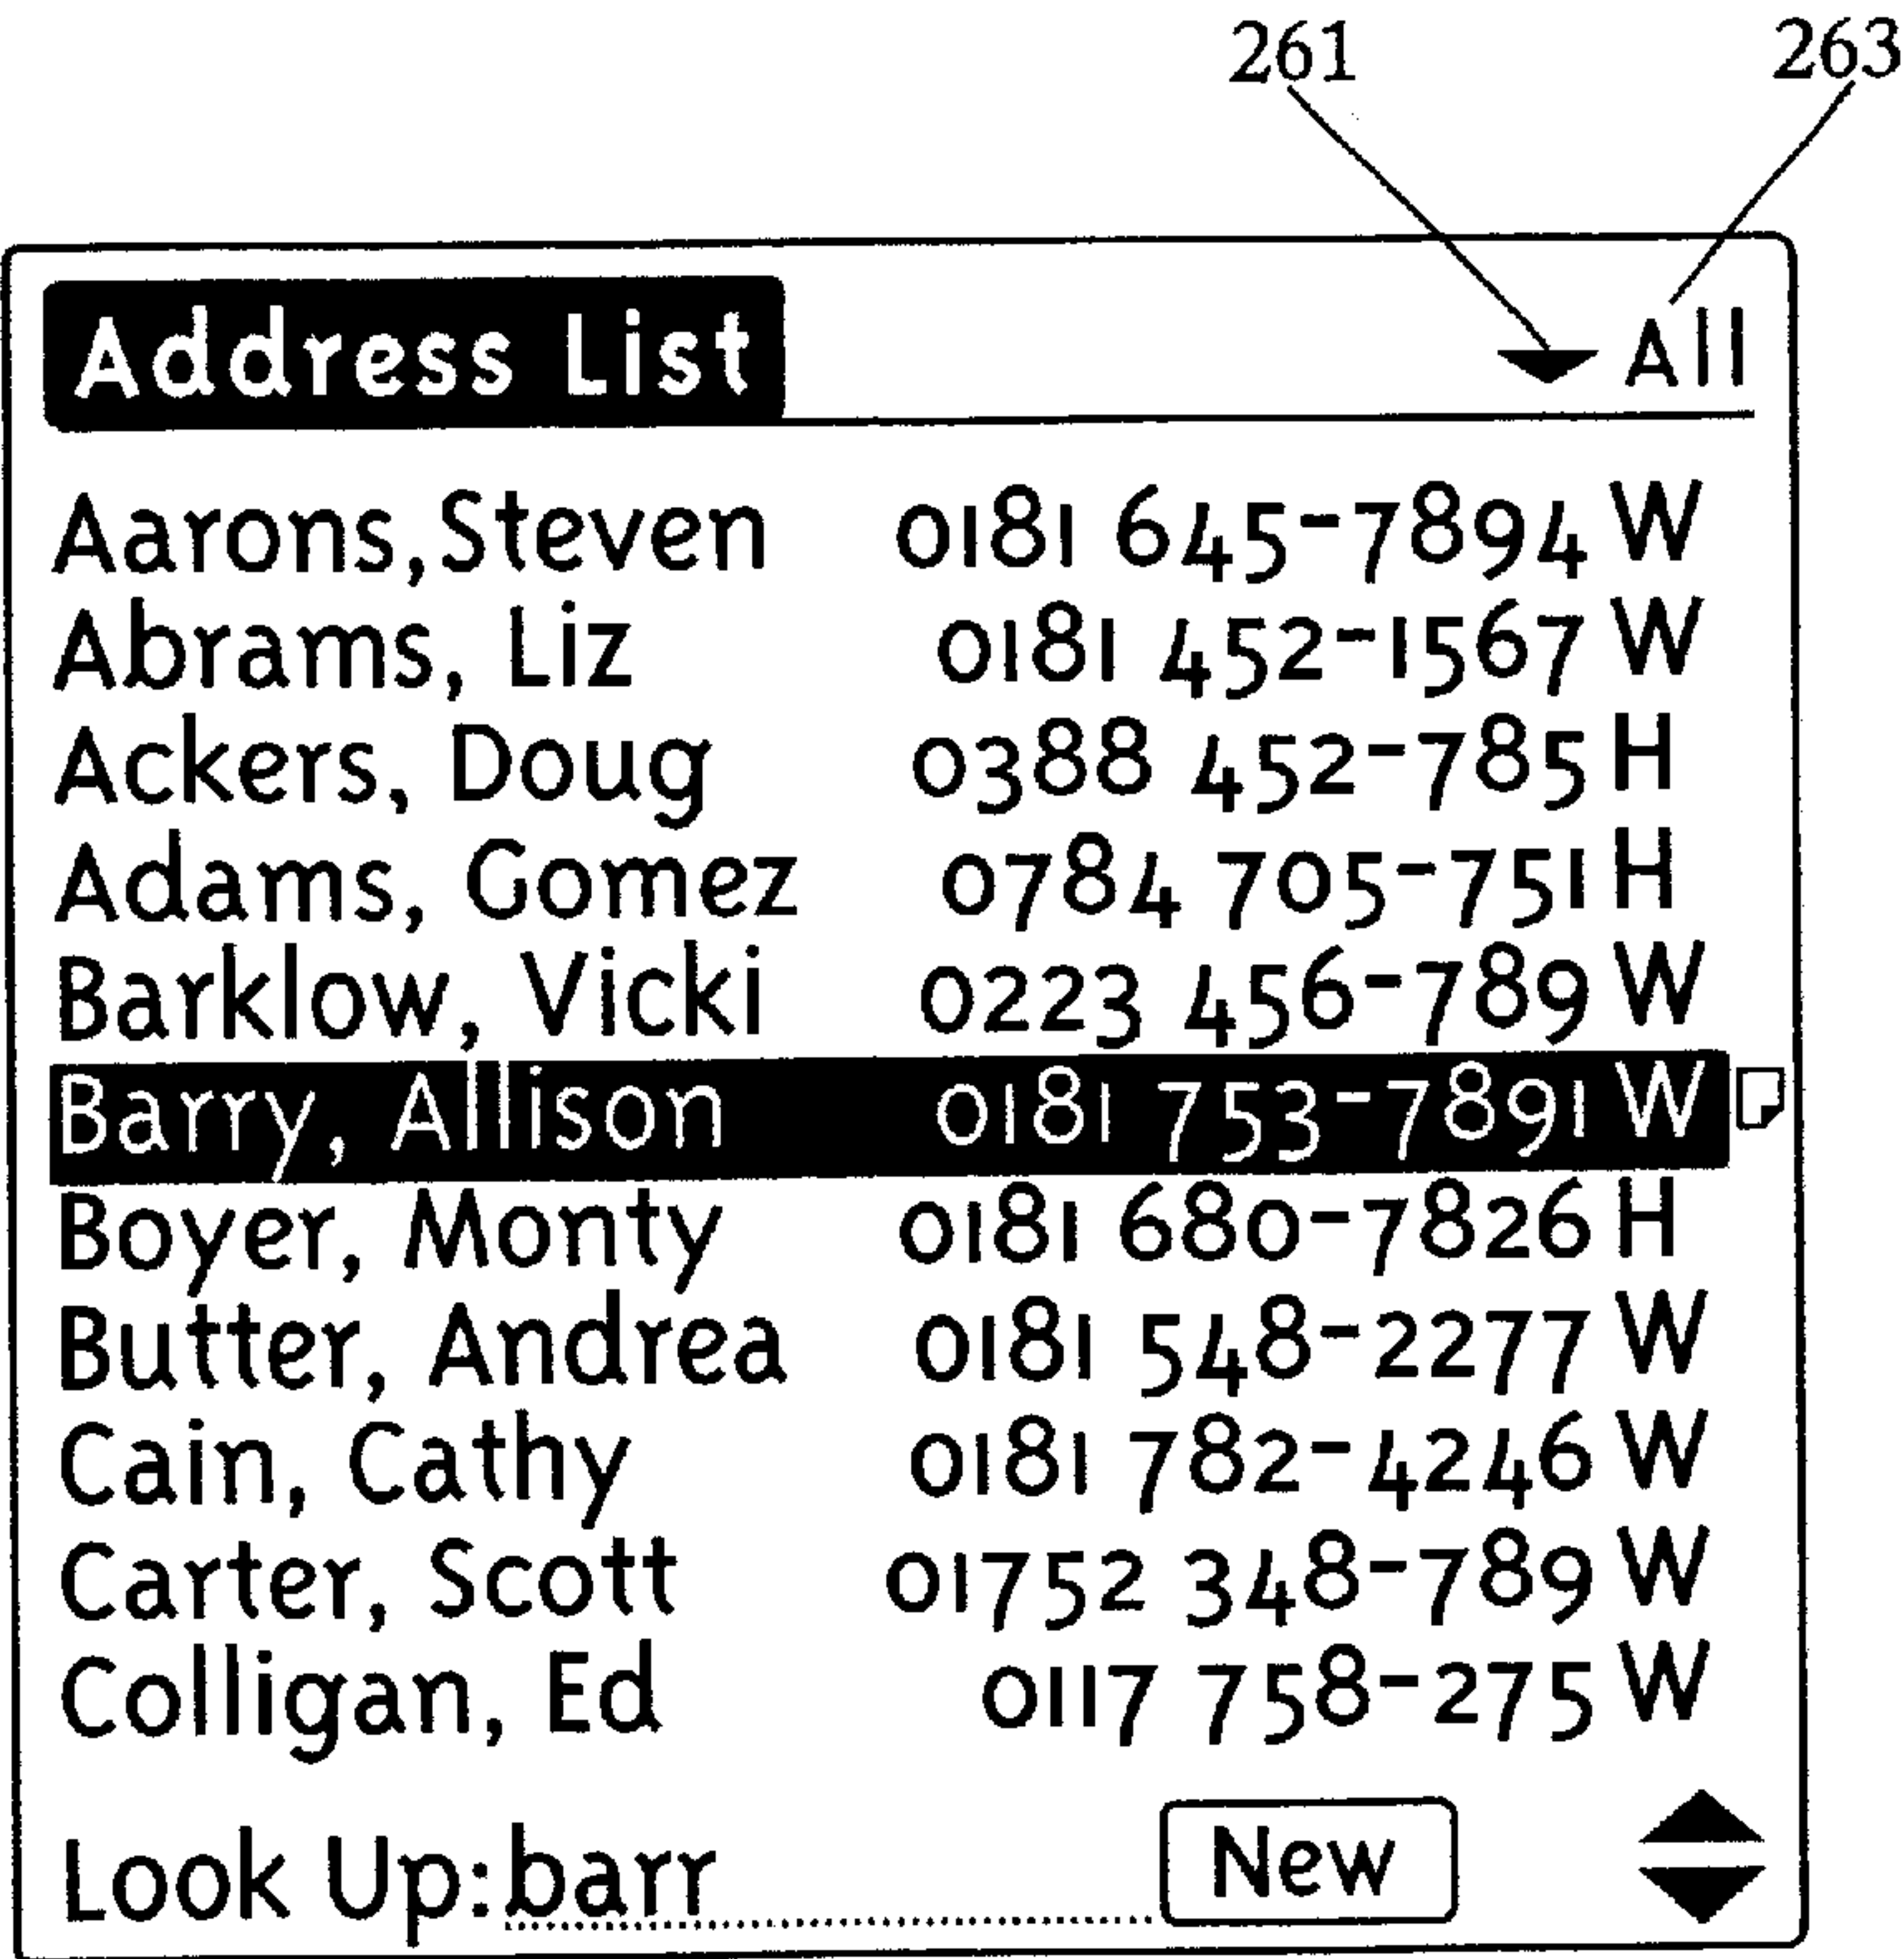 261 263
Address List All
Aarons,Steven 0181 645-7894 W
Abrams, Liz 0181 452-1567 W
Ackers, Doug 0388 452-785 H
Adams, Gomez 0784 705-751 H
Barklow, Vicki 0223 456-789 W
Barry, Allison 0181 753-7891 W
Boyer, Monty 0181 680-7826 H
Butter, Andrea 0181 548-2277 W
Cain, Cathy 0181 782-4246 W
Carter, Scott 01752 348-789 W
Colligan, Ed 0117 758-275 W
Look Up:barr New